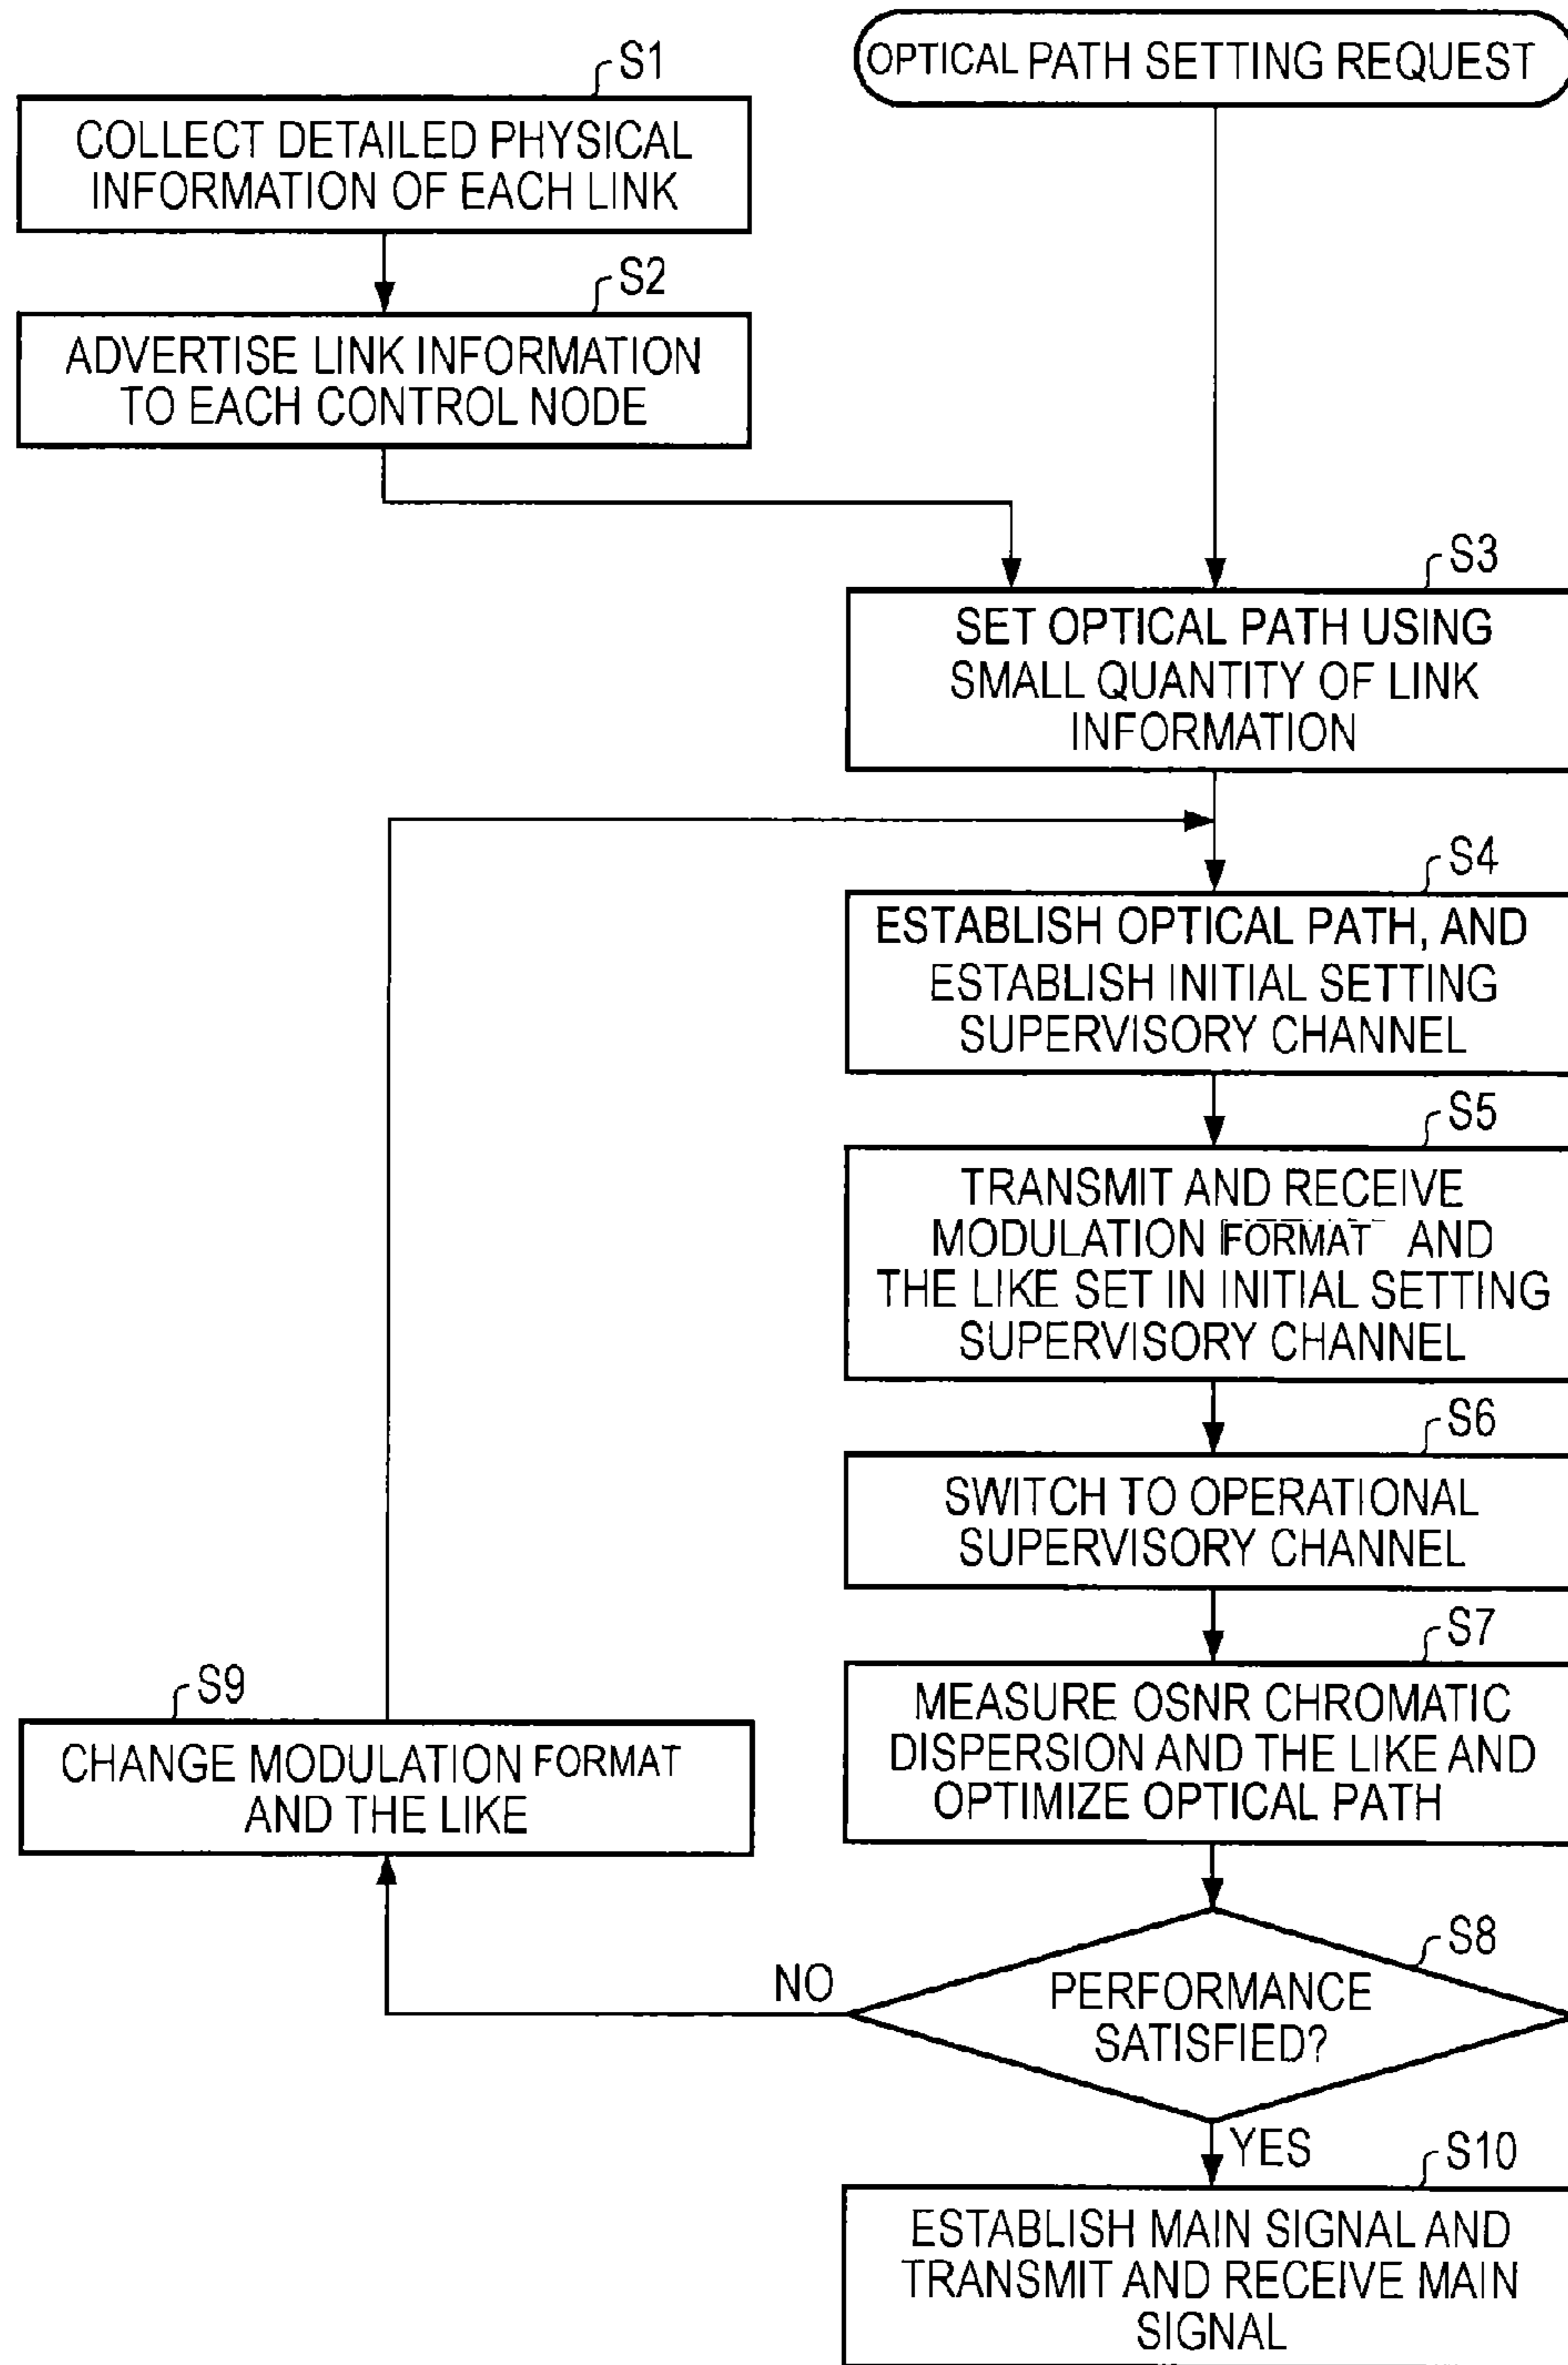 OPTICAL PATH SETTING REQUEST
S1
COLLECT DETAILED PHYSICAL
INFORMATION OF EACH LINK
S2
ADVERTISE LINK INFORMATION
TO EACH CONTROL NODE
S3
SET OPTICAL PATH USING
SMALL QUANTITY OF LINK
INFORMATION
S4
ESTABLISH OPTICAL PATH, AND
ESTABLISH INITIAL SETTING
SUPERVISORY CHANNEL
S5
TRANSMIT AND RECEIVE
MODULATION FORMAT AND
THE LIKE SET IN INITIAL SETTING
SUPERVISORY CHANNEL
S6
SWITCH TO OPERATIONAL
SUPERVISORY CHANNEL
S7
MEASURE OSNR CHROMATIC
DISPERSION AND THE LIKE AND
OPTIMIZE OPTICAL PATH
S9
CHANGE MODULATION FORMAT
AND THE LIKE
S8
NO
PERFORMANCE
SATISFIED?
YES
S10
ESTABLISH MAIN SIGNAL AND
TRANSMIT AND RECEIVE MAIN
SIGNAL